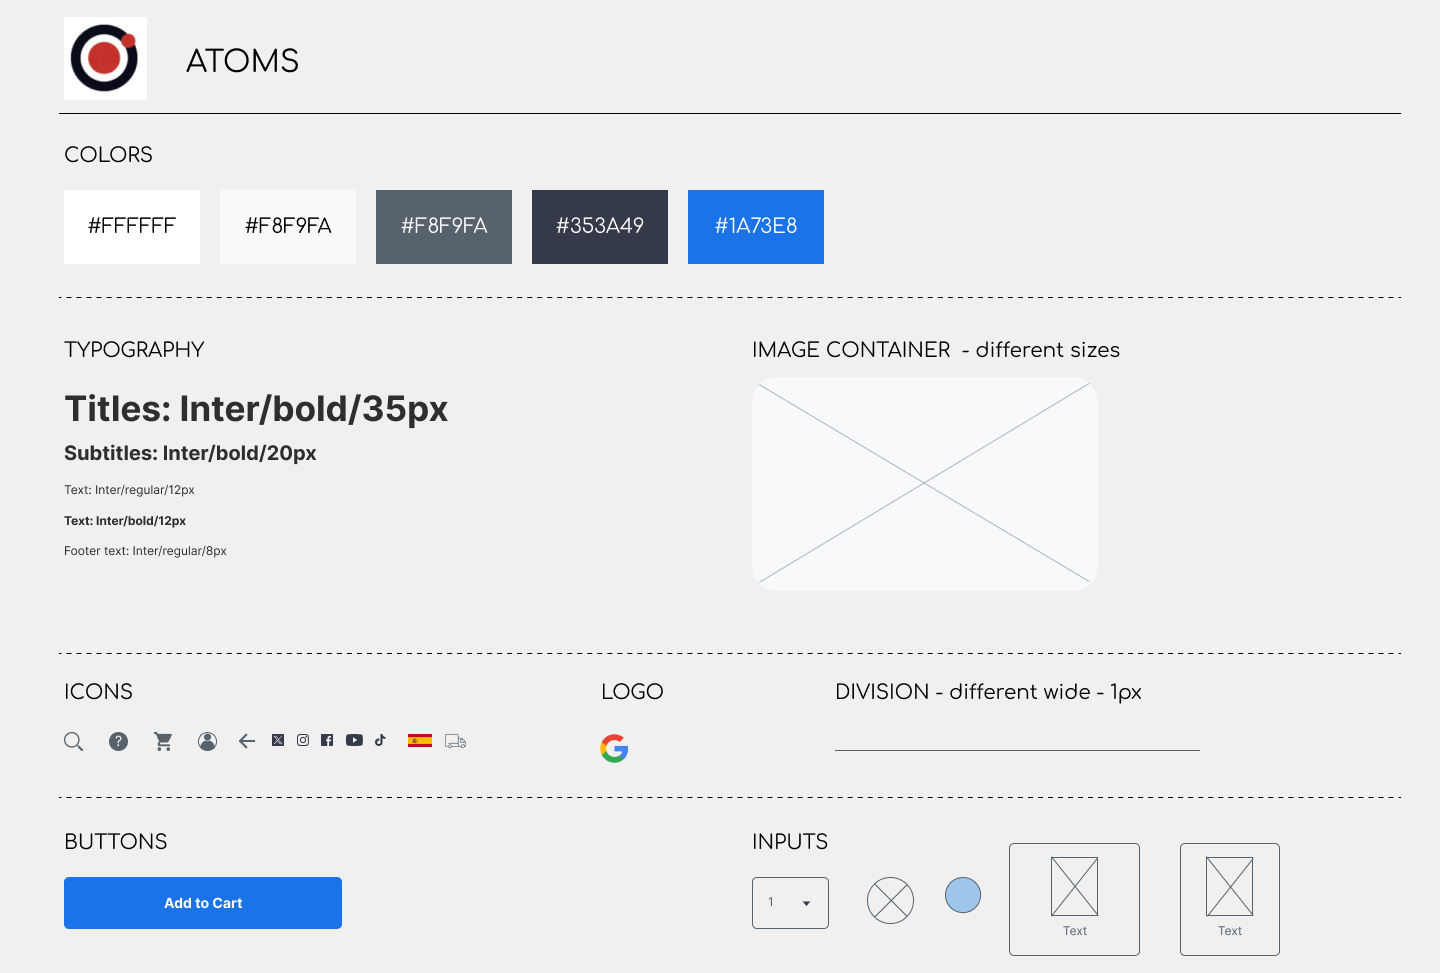 ATOMS
COLORS
#FFFFFF
#F8F9FA
#F8F9FA
#353A49
#1A73E8
TYPOGRAPHY
Titles: Inter/bold/35px
Subtitles: Inter/bold/20px
Text: Inter/regular/12px
Text: Inter/bold/12px
Footer text: Inter/regular/8px
IMAGE CONTAINER - different sizes
ICONS
?
LOGO
G
DIVISION - different wide - 1px
BUTTONS
Add to Cart
INPUTS
1
Text
Text